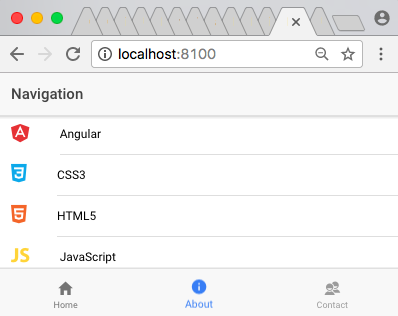 localhost:8100
Navigation
Angular
CSS3
HTML5
JS JavaScript
Home
About
Contact